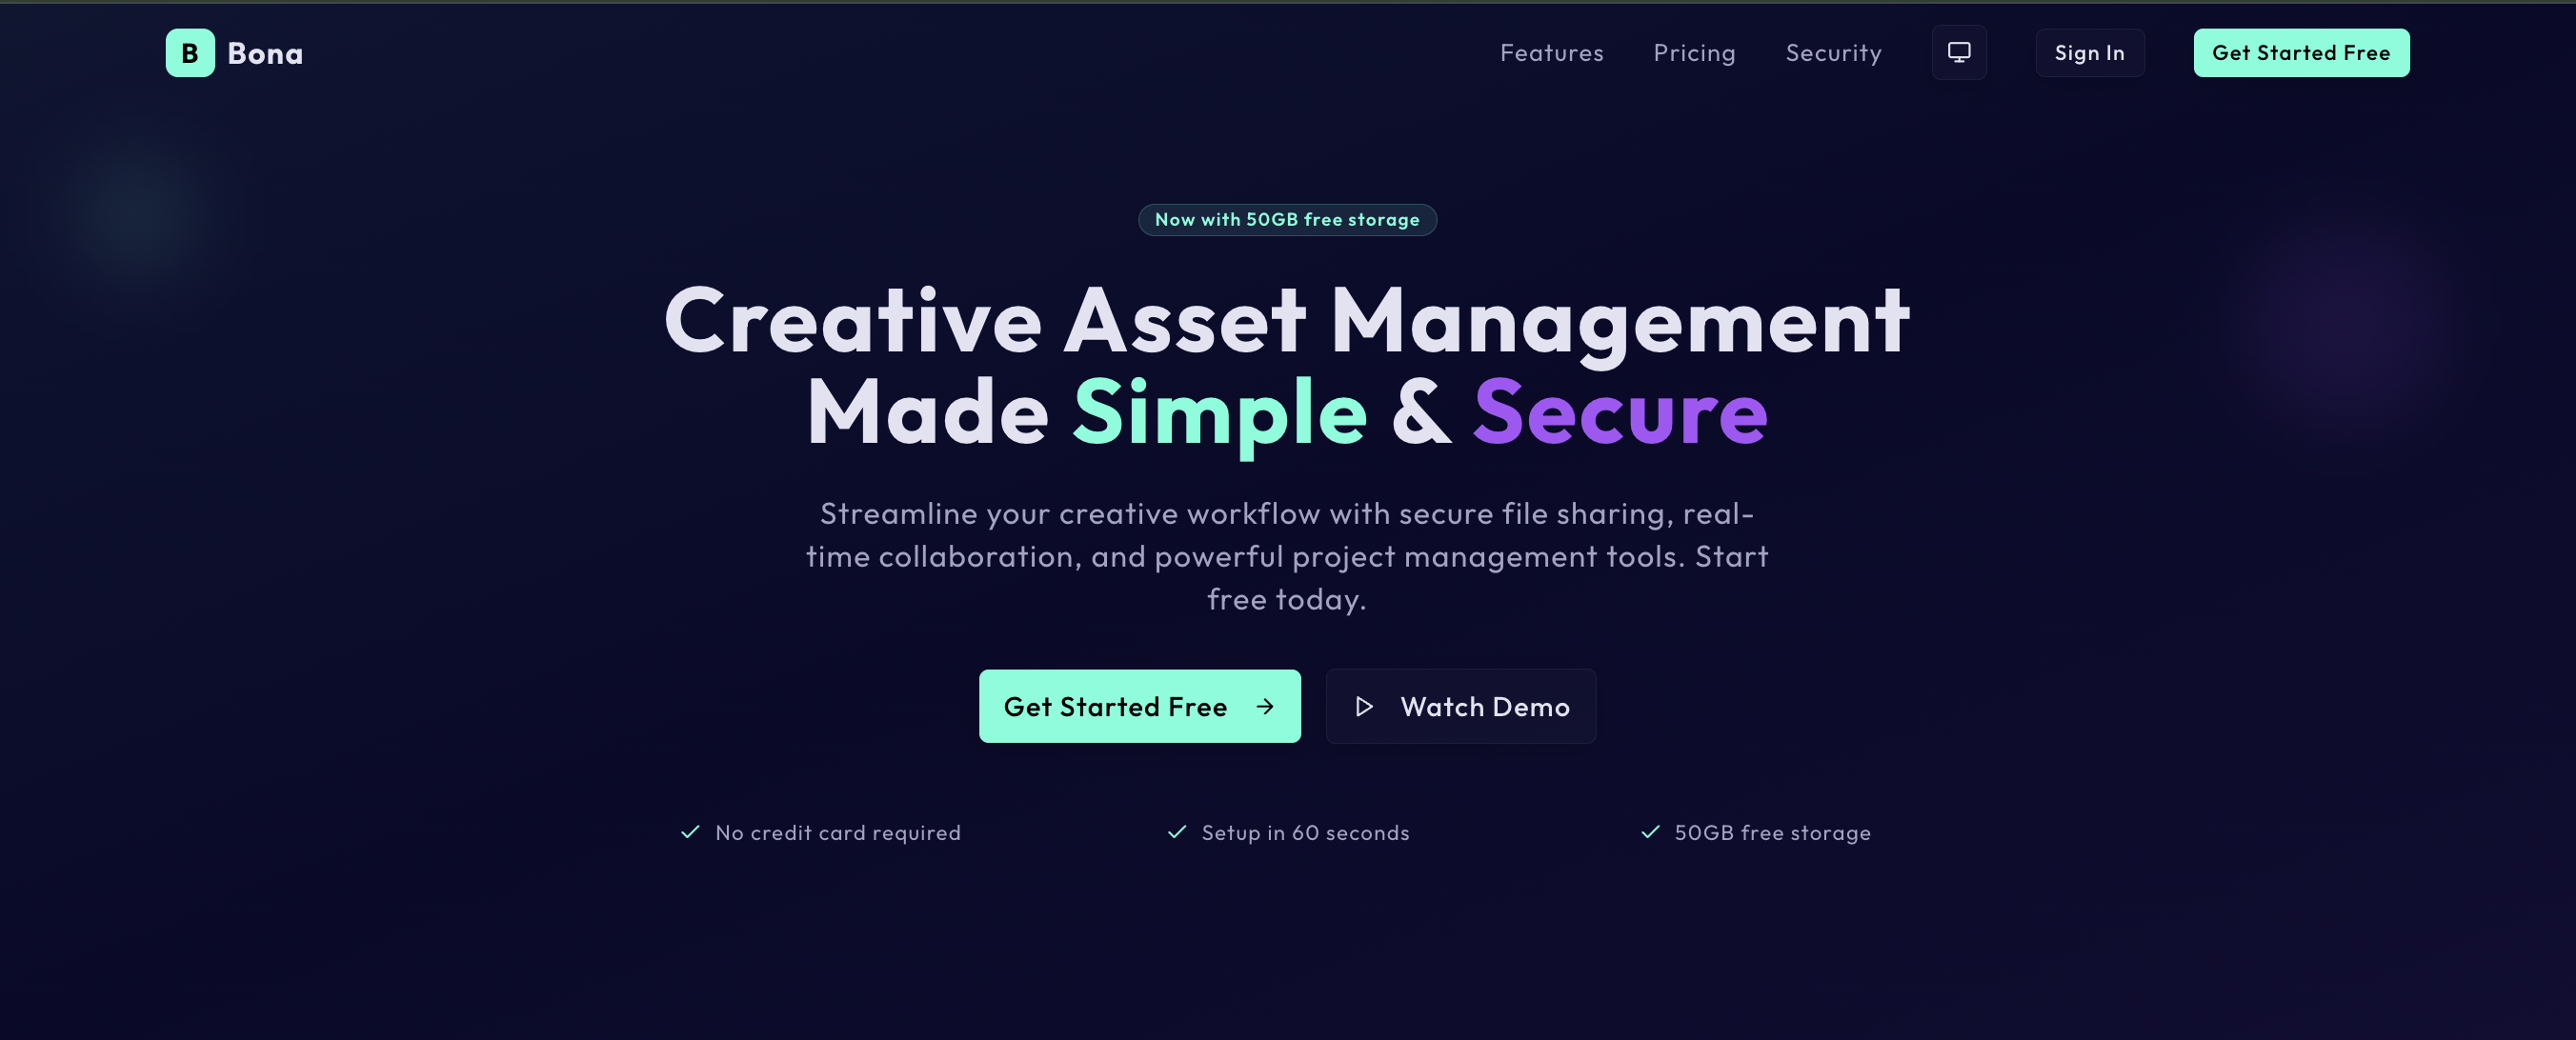 B Bona
Features Pricing Security Sign In Get Started Free
Now with 50GB free storage
Creative Asset Management
Made Simple & Secure
Streamline your creative workflow with secure file sharing, real-
time collaboration, and powerful project management tools. Start
free today.
Get Started Free Watch Demo
No credit card required Setup in 60 seconds 50GB free storage